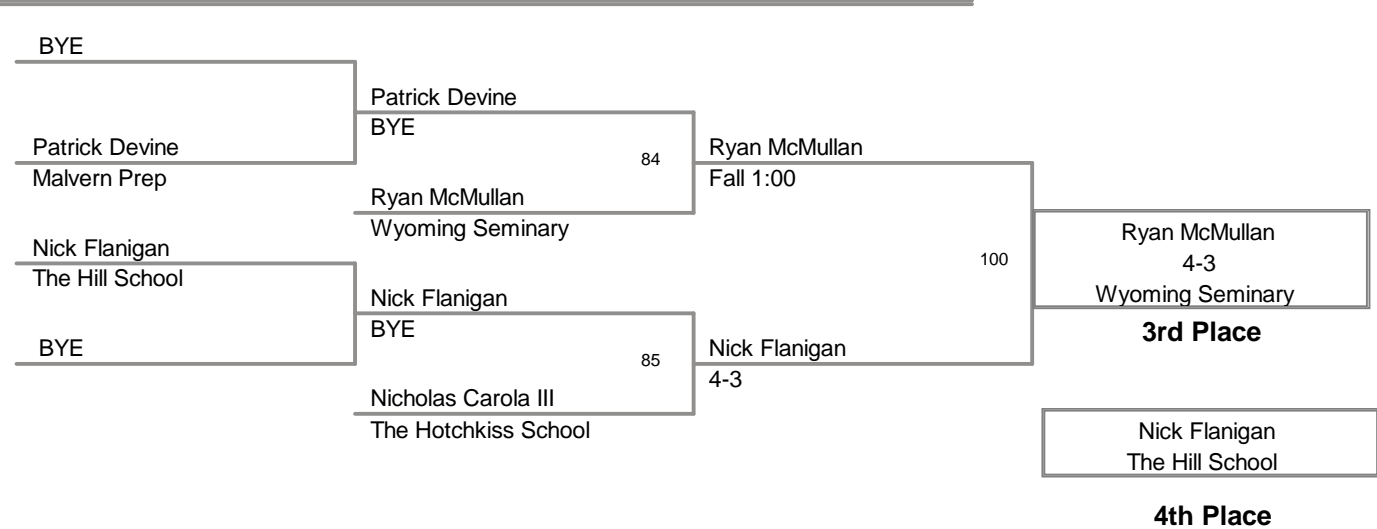 BYE
Patrick Devine
BYE
Patrick Devine
Malvern Prep
84
Ryan McMullan
Fall 1:00
Ryan McMullan
Wyoming Seminary
Nick Flanigan
The Hill School
100
Ryan McMullan
4-3
Wyoming Seminary
3rd Place
Nick Flanigan
BYE
BYE
85
Nick Flanigan
4-3
Nicholas Carola III
The Hotchkiss School
Nick Flanigan
The Hill School
4th Place